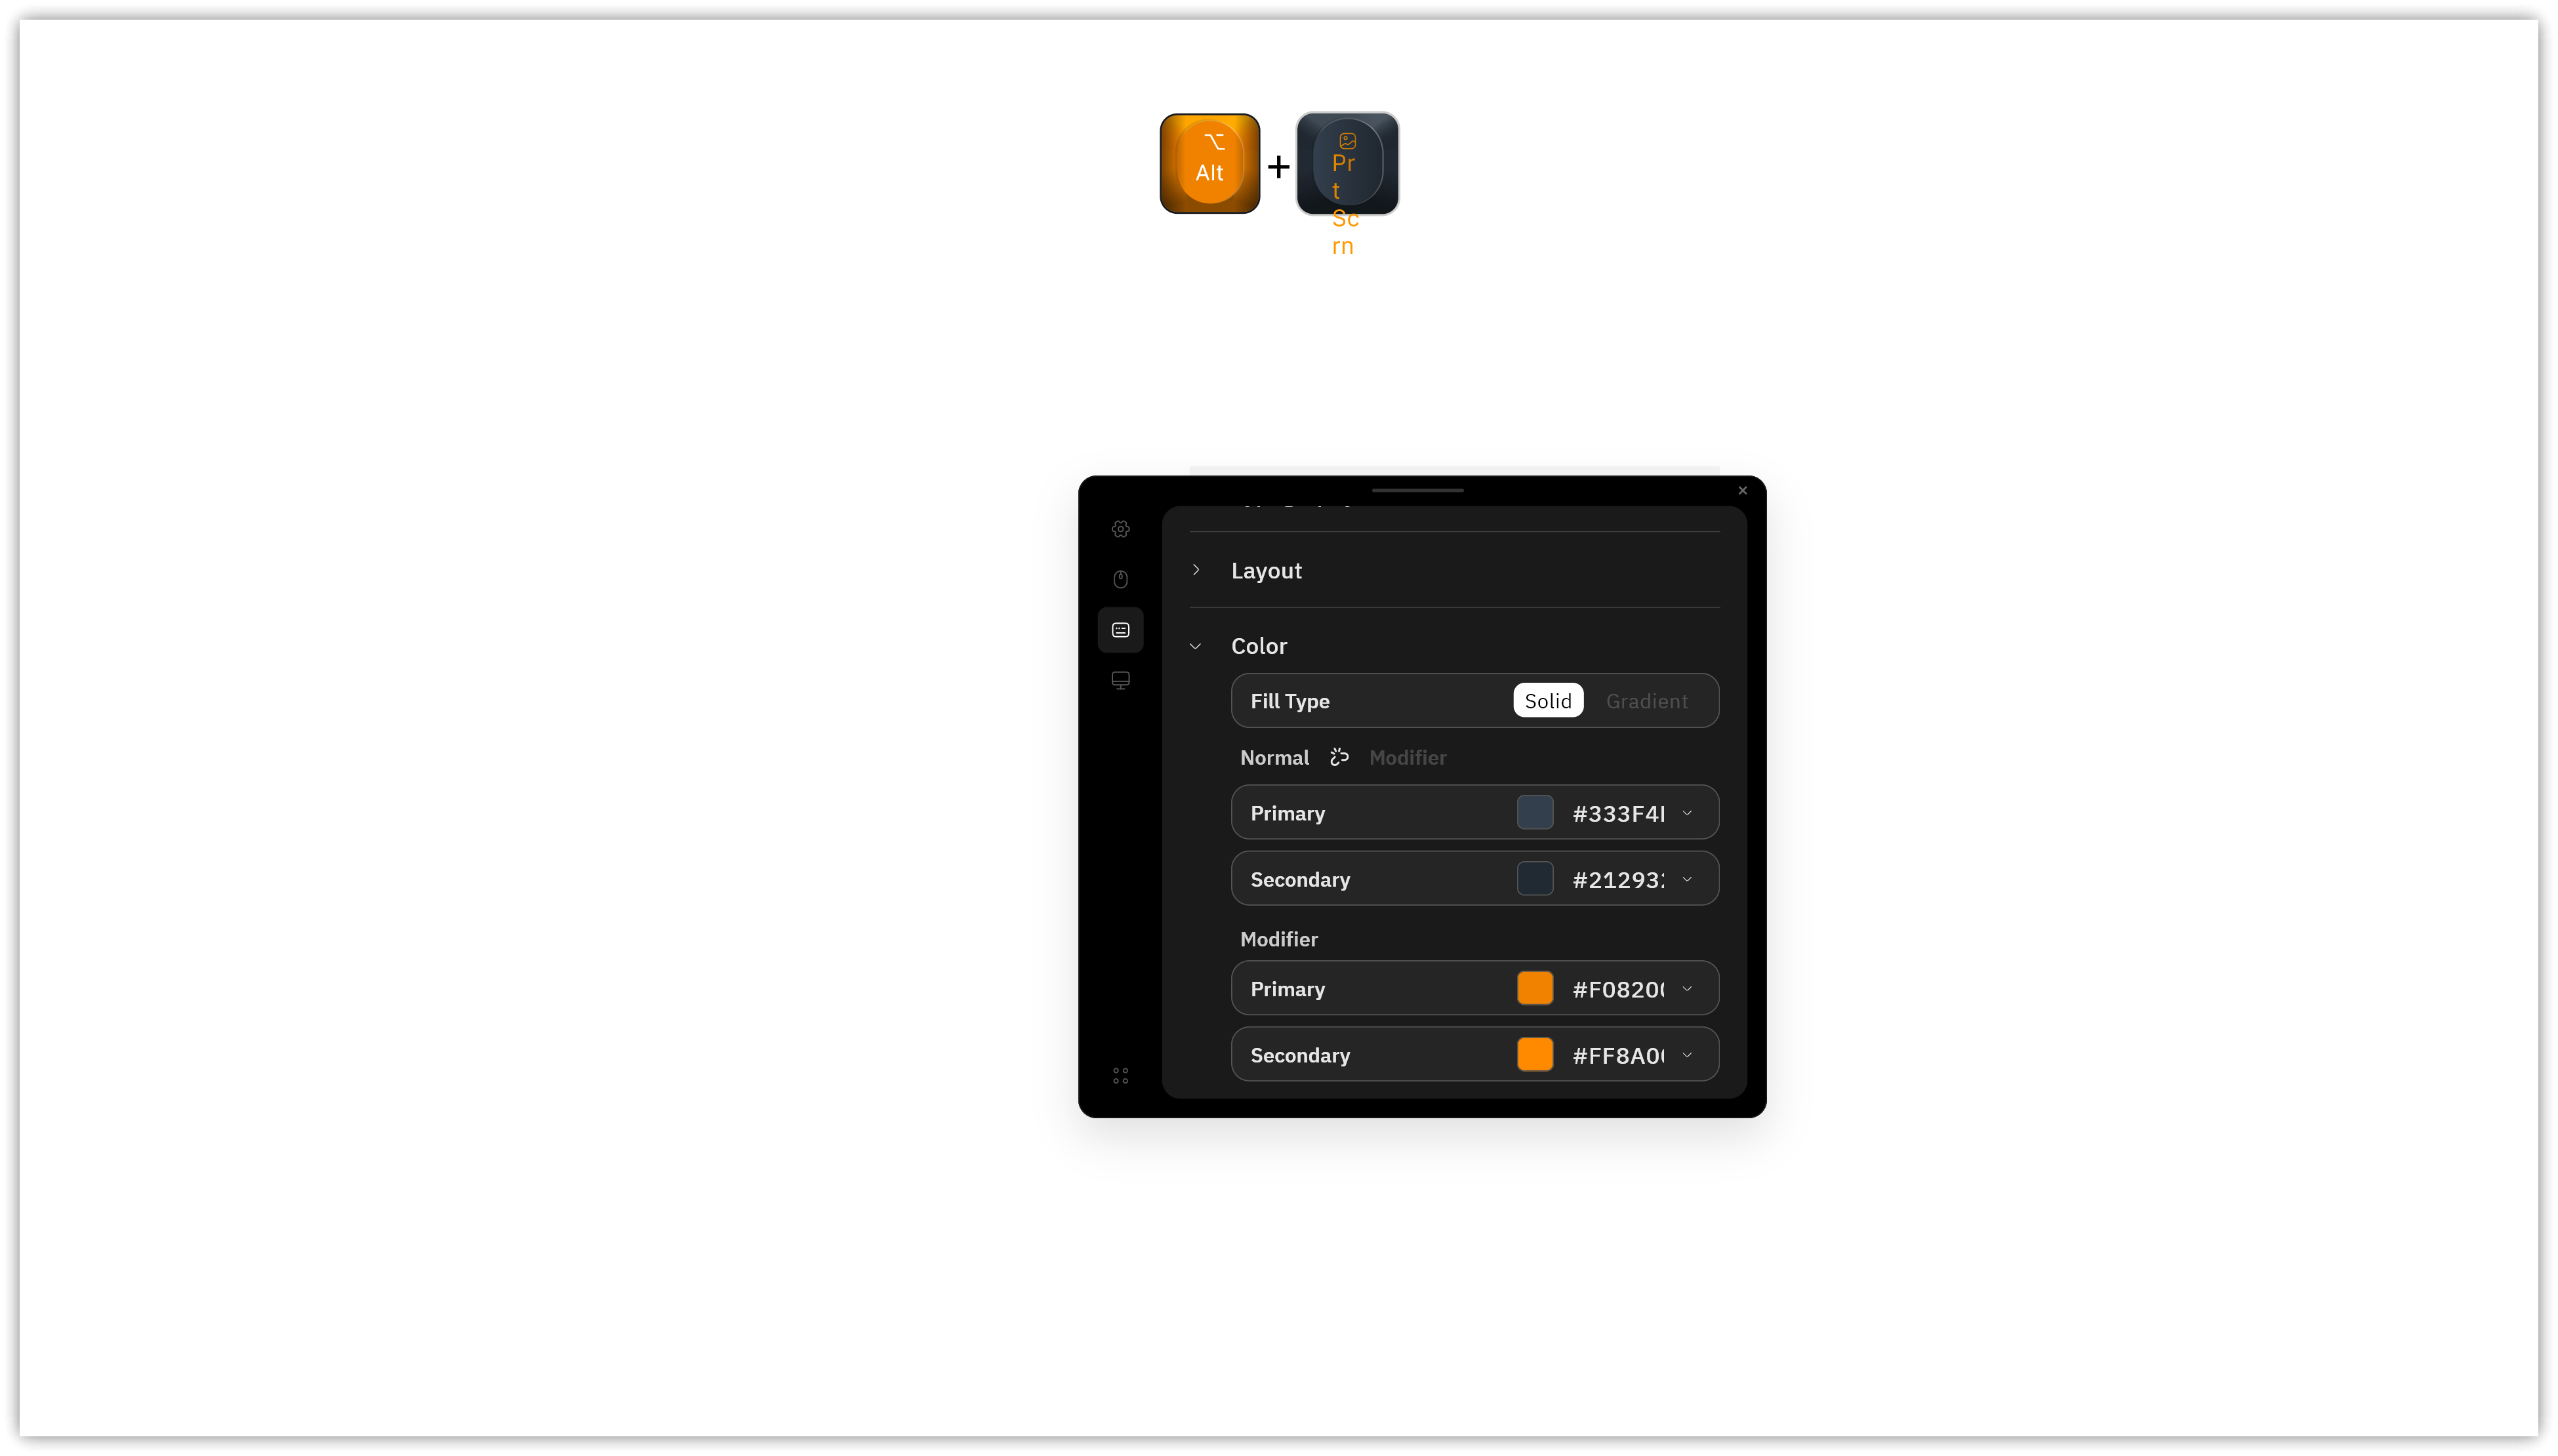 Alt
+
Pr
t
Sc
rn
Layout
Color
Fill Type Solid Gradient
Normal Modifier
Primary #333F4
Secondary #21293
Modifier
Primary #F0820
Secondary #FF8A0